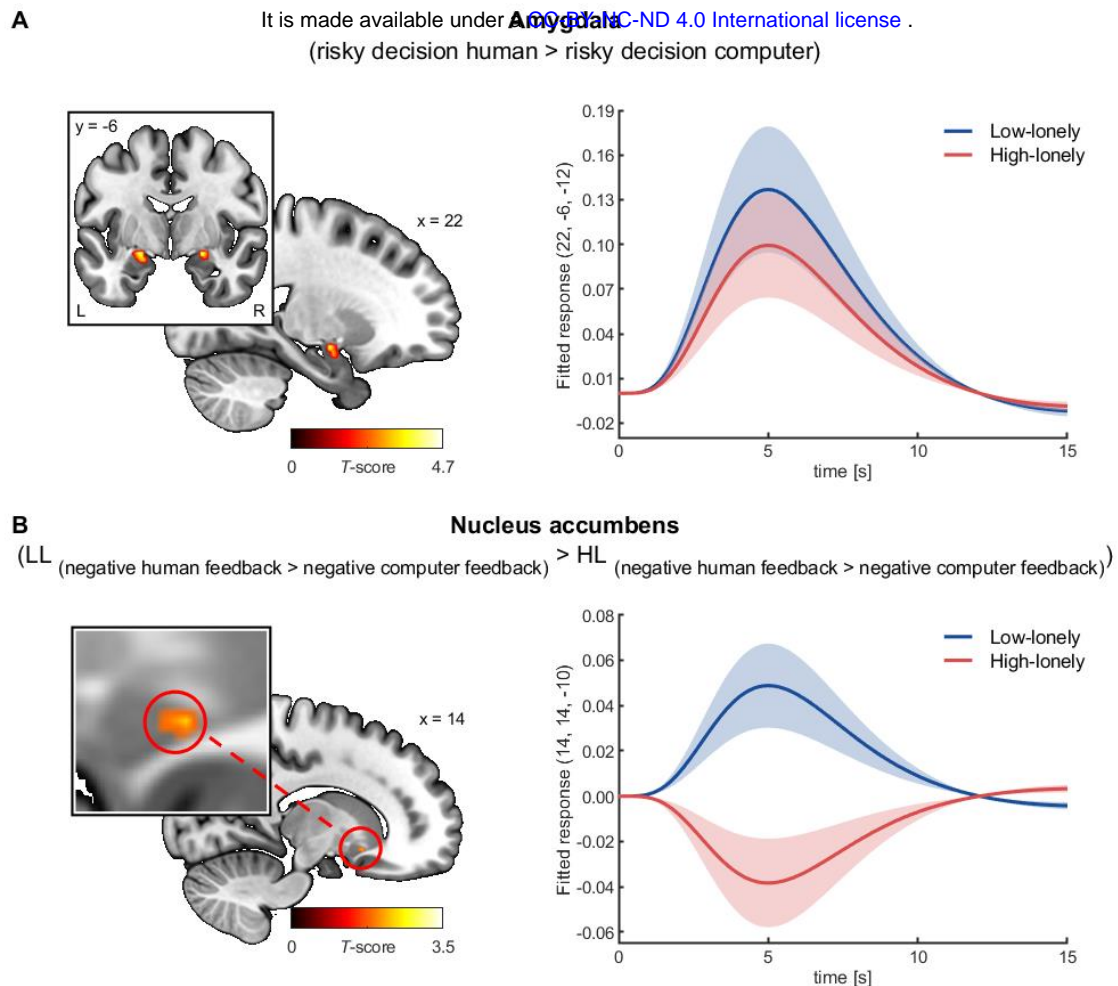 A
It is made available under a CC-BY-NC-ND 4.0 International license .
Amygdala
(risky decision human > risky decision computer)
y = -6
L
R
x = 22
0
T-score
4.7
0.19
0.16
0.13
0.10
0.07
0.04
0.01
-0.02
Fitted response (22, -6, -12)
Low-lonely
High-lonely
0
5
10
15
time [s]
B
Nucleus accumbens
(LL (negative human feedback > negative computer feedback) > HL (negative human feedback > negative computer feedback))
x = 14
0
T-score
3.5
0.08
0.06
0.04
0.02
0.00
-0.02
-0.04
-0.06
Fitted response (14, 14, -10)
Low-lonely
High-lonely
0
5
10
15
time [s]